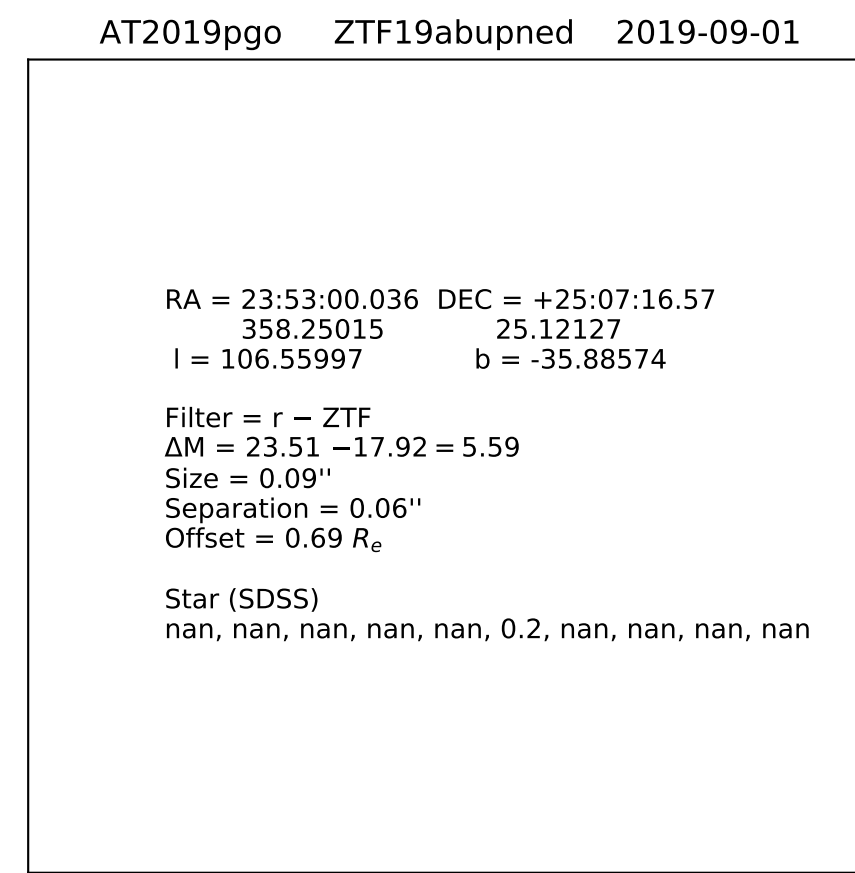 AT2019pgo ZTF19abupned 2019-09-01
RA = 23:53:00.036 DEC = +25:07:16.57
358.25015 25.12127
l = 106.55997 b = -35.88574
Filter = r − ZTF
ΔM = 23.51 −17.92 = 5.59
Size = 0.09''
Separation = 0.06''
Offset = 0.69 Rₑ
Star (SDSS)
nan, nan, nan, nan, nan, 0.2, nan, nan, nan, nan